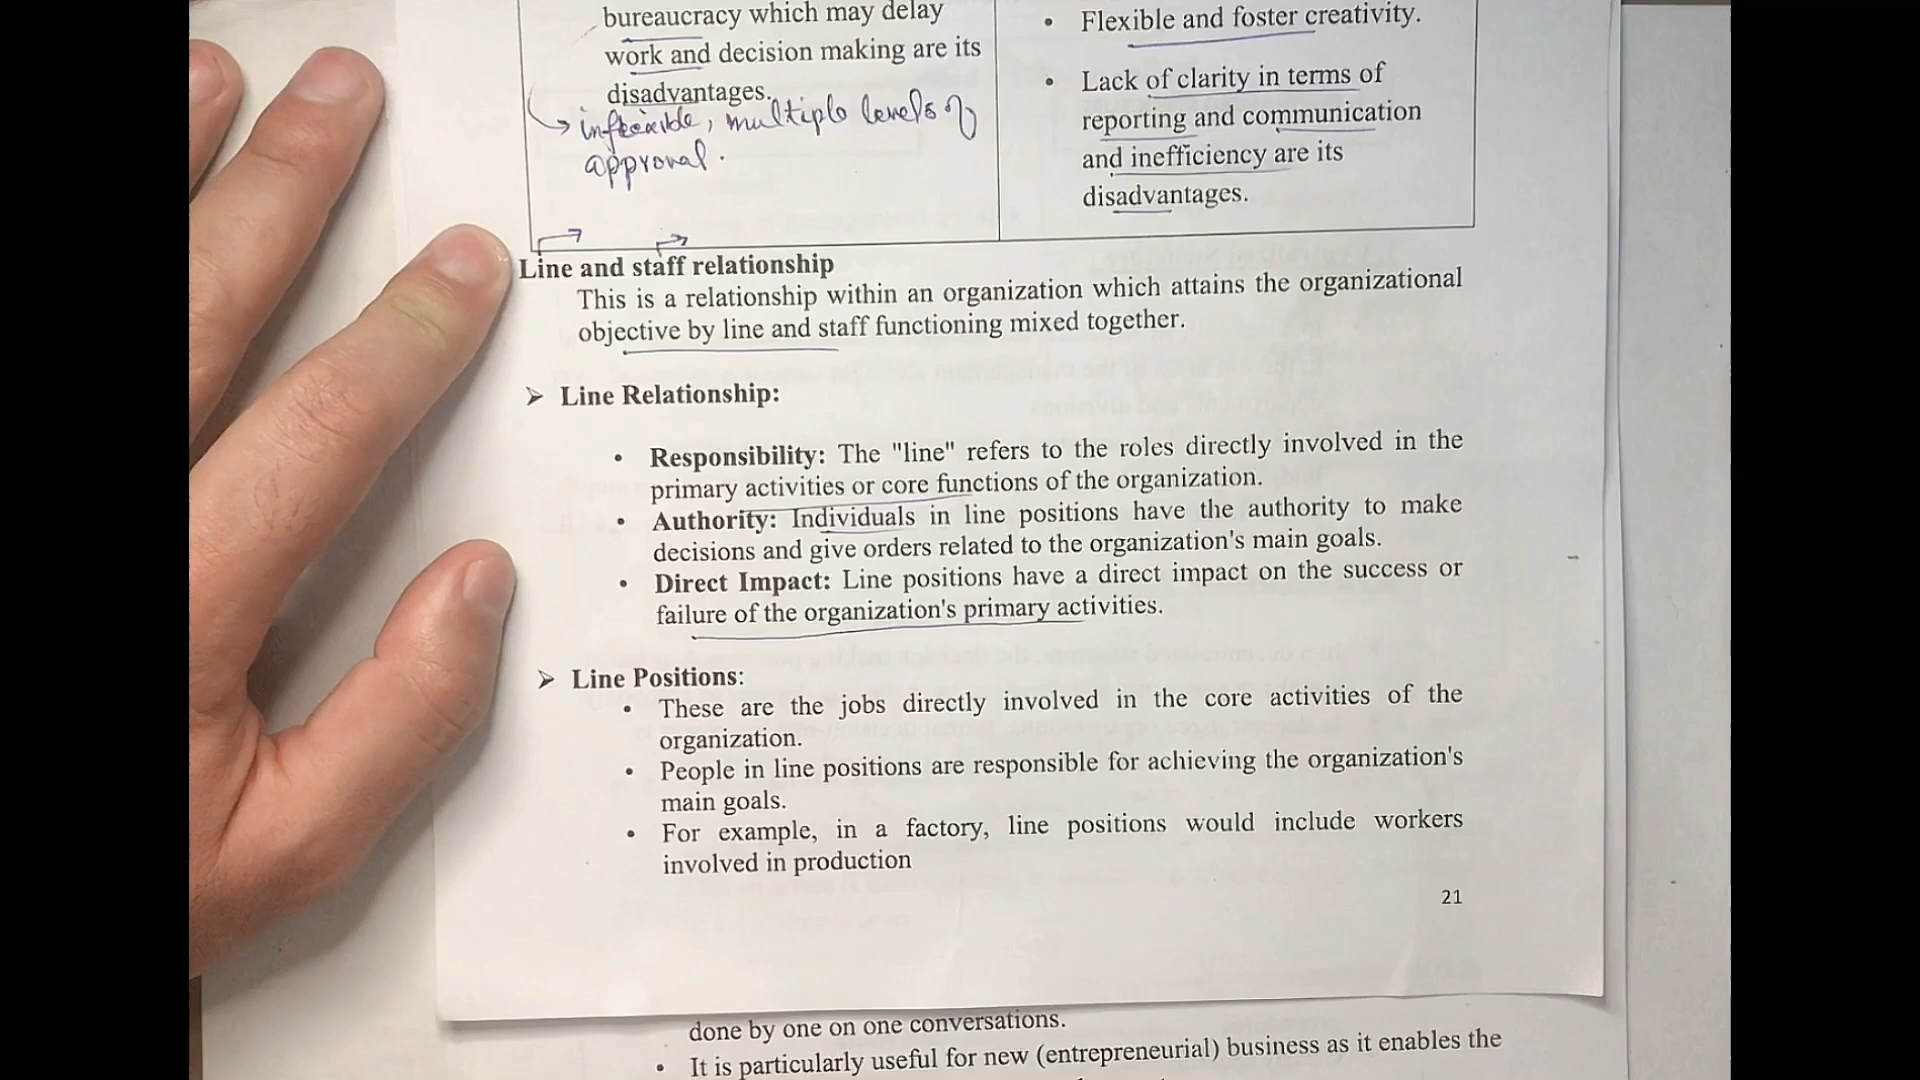 bureaucracy which may delay
work and decision making are its
disadvantages.
inflexible, multiple levels of
approval.
• Flexible and foster creativity.
• Lack of clarity in terms of
reporting and communication
and inefficiency are its
disadvantages.
Line and staff relationship
This is a relationship within an organization which attains the organizational
objective by line and staff functioning mixed together.
➢ Line Relationship:
• Responsibility: The "line" refers to the roles directly involved in the
primary activities or core functions of the organization.
• Authority: Individuals in line positions have the authority to make
decisions and give orders related to the organization's main goals.
• Direct Impact: Line positions have a direct impact on the success or
failure of the organization's primary activities.
➢ Line Positions:
• These are the jobs directly involved in the core activities of the
organization.
• People in line positions are responsible for achieving the organization's
main goals.
• For example, in a factory, line positions would include workers
involved in production
21
done by one on one conversations.
• It is particularly useful for new (entrepreneurial) business as it enables the